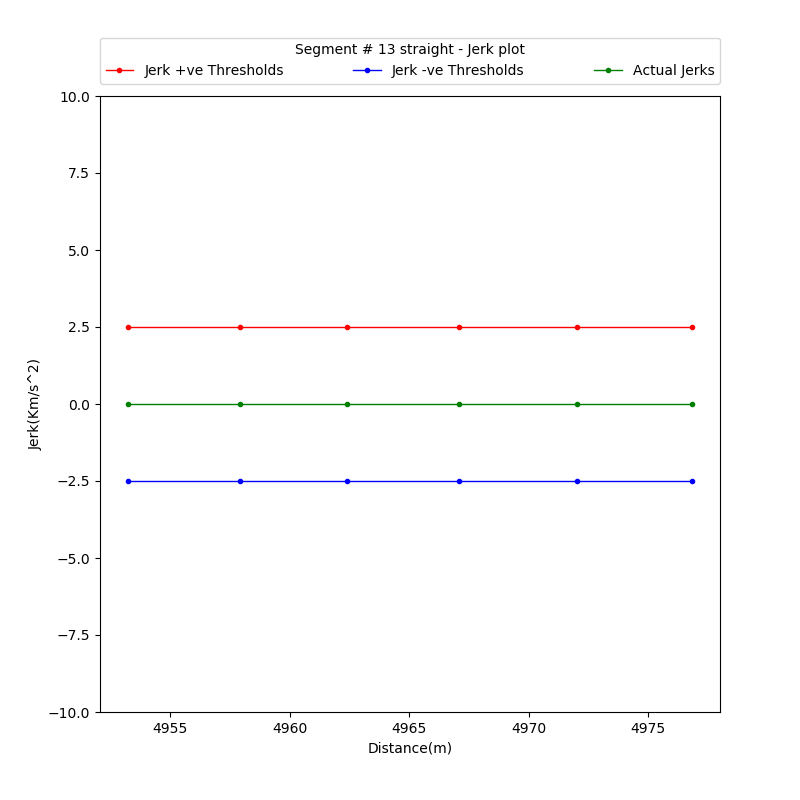 Segment # 13 straight - Jerk plot
Jerk +ve Thresholds Jerk -ve Thresholds Actual Jerks
10.0
7.5
5.0
2.5
0.0
−2.5
−5.0
−7.5
−10.0
Jerk(Km/s^2)
4955 4960 4965 4970 4975
Distance(m)